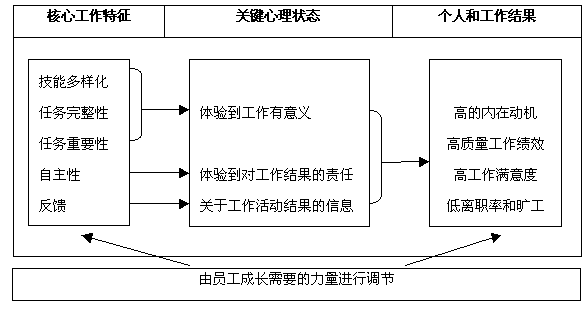 核心工作特征
关键心理状态
个人和工作结果
技能多样化
任务完整性
任务重要性
自主性
反馈
体验到工作有意义
体验到对工作结果的责任
关于工作活动结果的信息
高的内在动机
高质量工作绩效
高工作满意度
低离职率和旷工
由员工成长需要的力量进行调节